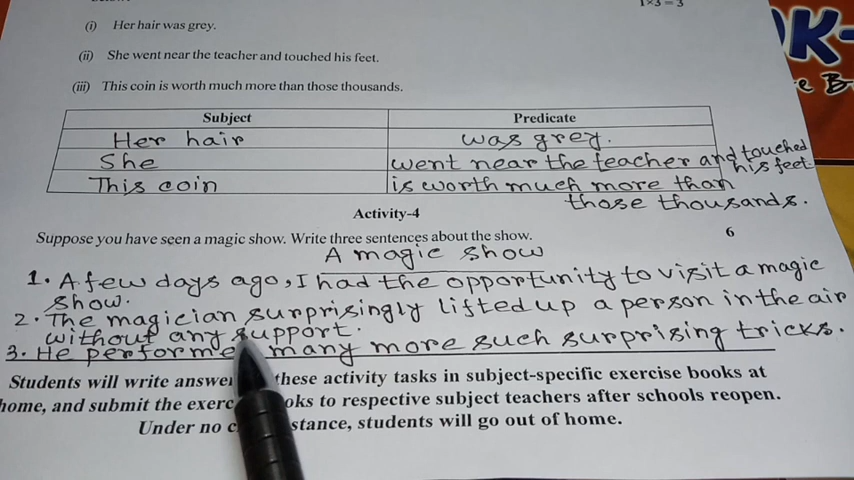 1×3 = 3
(i) Her hair was grey.
(ii) She went near the teacher and touched his feet.
(iii) This coin is worth much more than those thousands.
Subject Predicate
Her hair was grey.
She went near the teacher and touched
his feet.
This coin is worth much more than
those thousands.
Activity-4
Suppose you have seen a magic show. Write three sentences about the show. 6
A magic show
1. A few days ago, I had the opportunity to visit a magic
show.
2. The magician surprisingly lifted up a person in the air
without any support.
3. He performe many more such surprising tricks.
Students will write answer these activity tasks in subject-specific exercise books at
home, and submit the exerc oks to respective subject teachers after schools reopen.
Under no c stance, students will go out of home.
OK-
e B